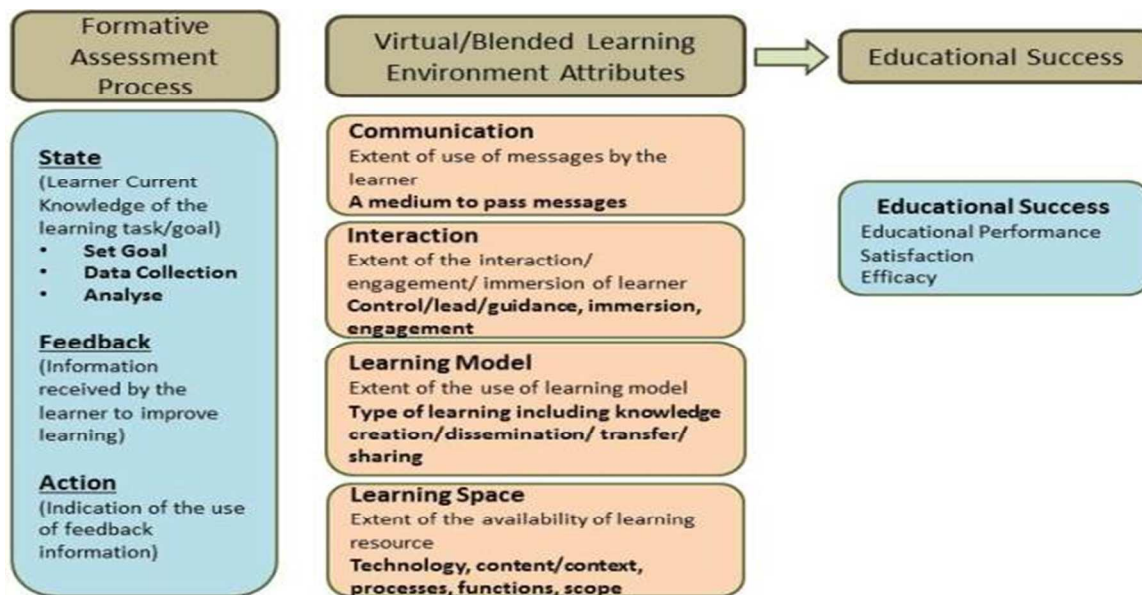 Formative
Assessment
Process
State
(Learner Current
Knowledge of the
learning task/goal)
• Set Goal
• Data Collection
• Analyse
Feedback
(Information
received by the
learner to improve
learning)
Action
(Indication of the use
of feedback
information)
Virtual/Blended Learning
Environment Attributes
Communication
Extent of use of messages by the
learner
A medium to pass messages
Interaction
Extent of the interaction/
engagement/ immersion of learner
Control/lead/guidance, immersion,
engagement
Learning Model
Extent of the use of learning model
Type of learning including knowledge
creation/dissemination/ transfer/
sharing
Learning Space
Extent of the availability of learning
resource
Technology, content/context,
processes, functions, scope
Educational Success
Educational Success
Educational Performance
Satisfaction
Efficacy